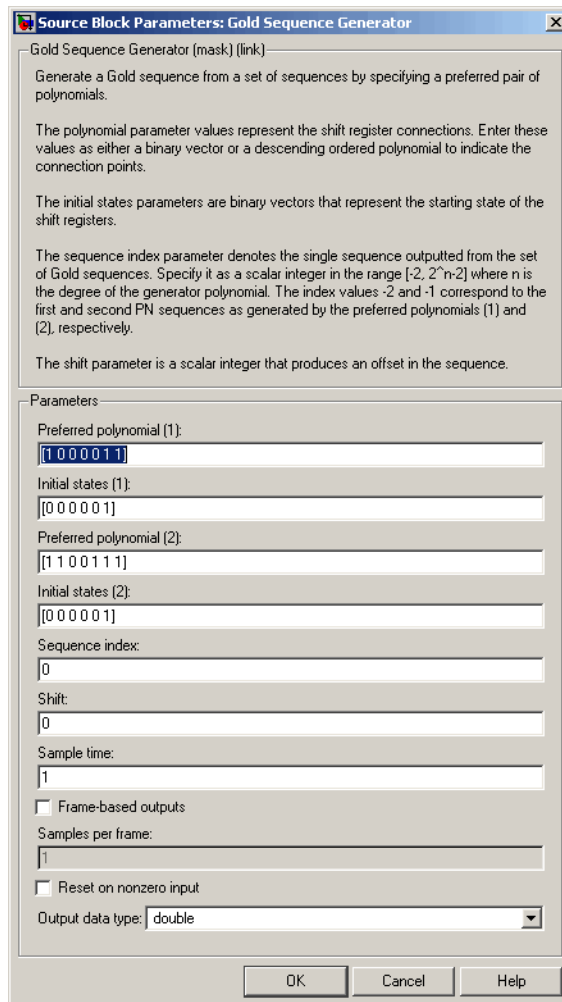 Source Block Parameters: Gold Sequence Generator
Gold Sequence Generator (mask) (link)
Generate a Gold sequence from a set of sequences by specifying a preferred pair of
polynomials.
The polynomial parameter values represent the shift register connections. Enter these
values as either a binary vector or a descending ordered polynomial to indicate the
connection points.
The initial states parameters are binary vectors that represent the starting state of the
shift registers.
The sequence index parameter denotes the single sequence outputted from the set
of Gold sequences. Specify it as a scalar integer in the range [-2, 2^n-2] where n is
the degree of the generator polynomial. The index values -2 and -1 correspond to the
first and second PN sequences as generated by the preferred polynomials (1) and
(2), respectively.
The shift parameter is a scalar integer that produces an offset in the sequence.
Parameters
Preferred polynomial (1):
[1 0 0 0 0 1 1]
Initial states (1):
[0 0 0 0 0 1]
Preferred polynomial (2):
[1 1 0 0 1 1 1]
Initial states (2):
[0 0 0 0 0 1]
Sequence index:
0
Shift:
0
Sample time:
1
Frame-based outputs
Samples per frame:
1
Reset on nonzero input
Output data type: double
OK Cancel Help